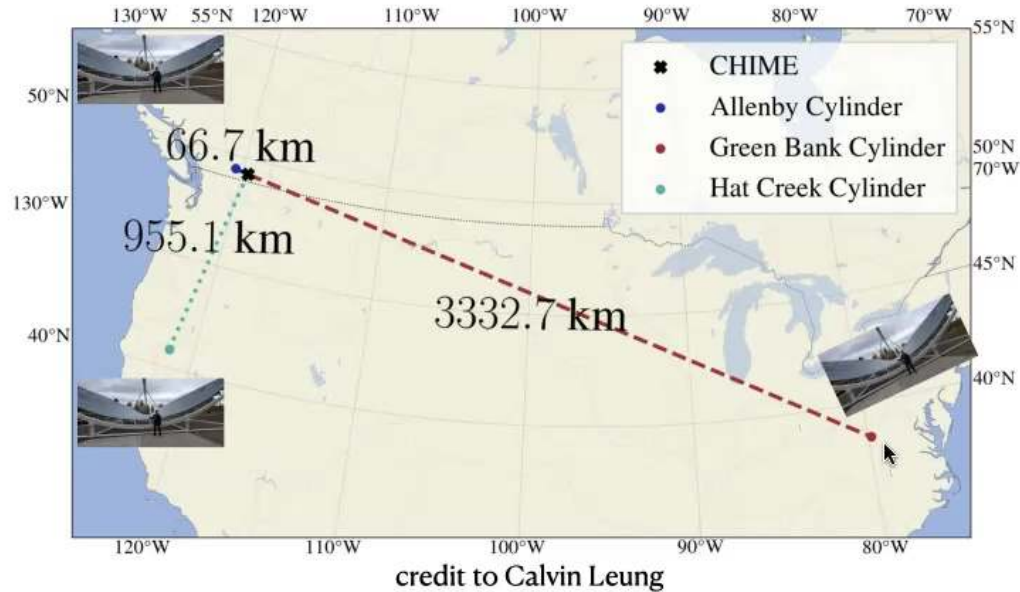 130°W 55°N 120°W 110°W 100°W 90°W 80°W 70°W
55°N
CHIME
50°N
Allenby Cylinder
66.7 km
Green Bank Cylinder
50°N
70°W
Hat Creek Cylinder
130°W
955.1 km
45°N
3332.7 km
40°N
40°N
120°W 110°W 100°W 90°W 80°W
credit to Calvin Leung